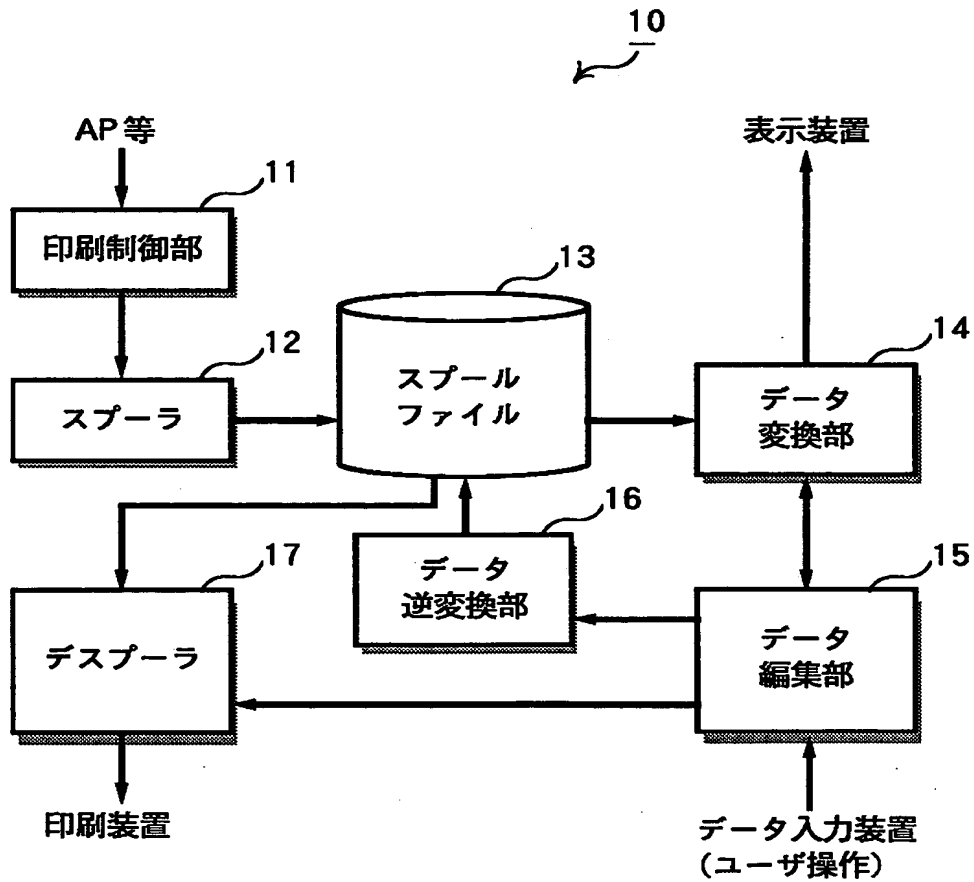 10
AP等
表示装置
11
印刷制御部
13
12
14
スプーラ
スプール
ファイル
データ
変換部
16
17
15
データ
逆変換部
デスプーラ
データ
編集部
印刷装置
データ入力装置
(ユーザ操作)